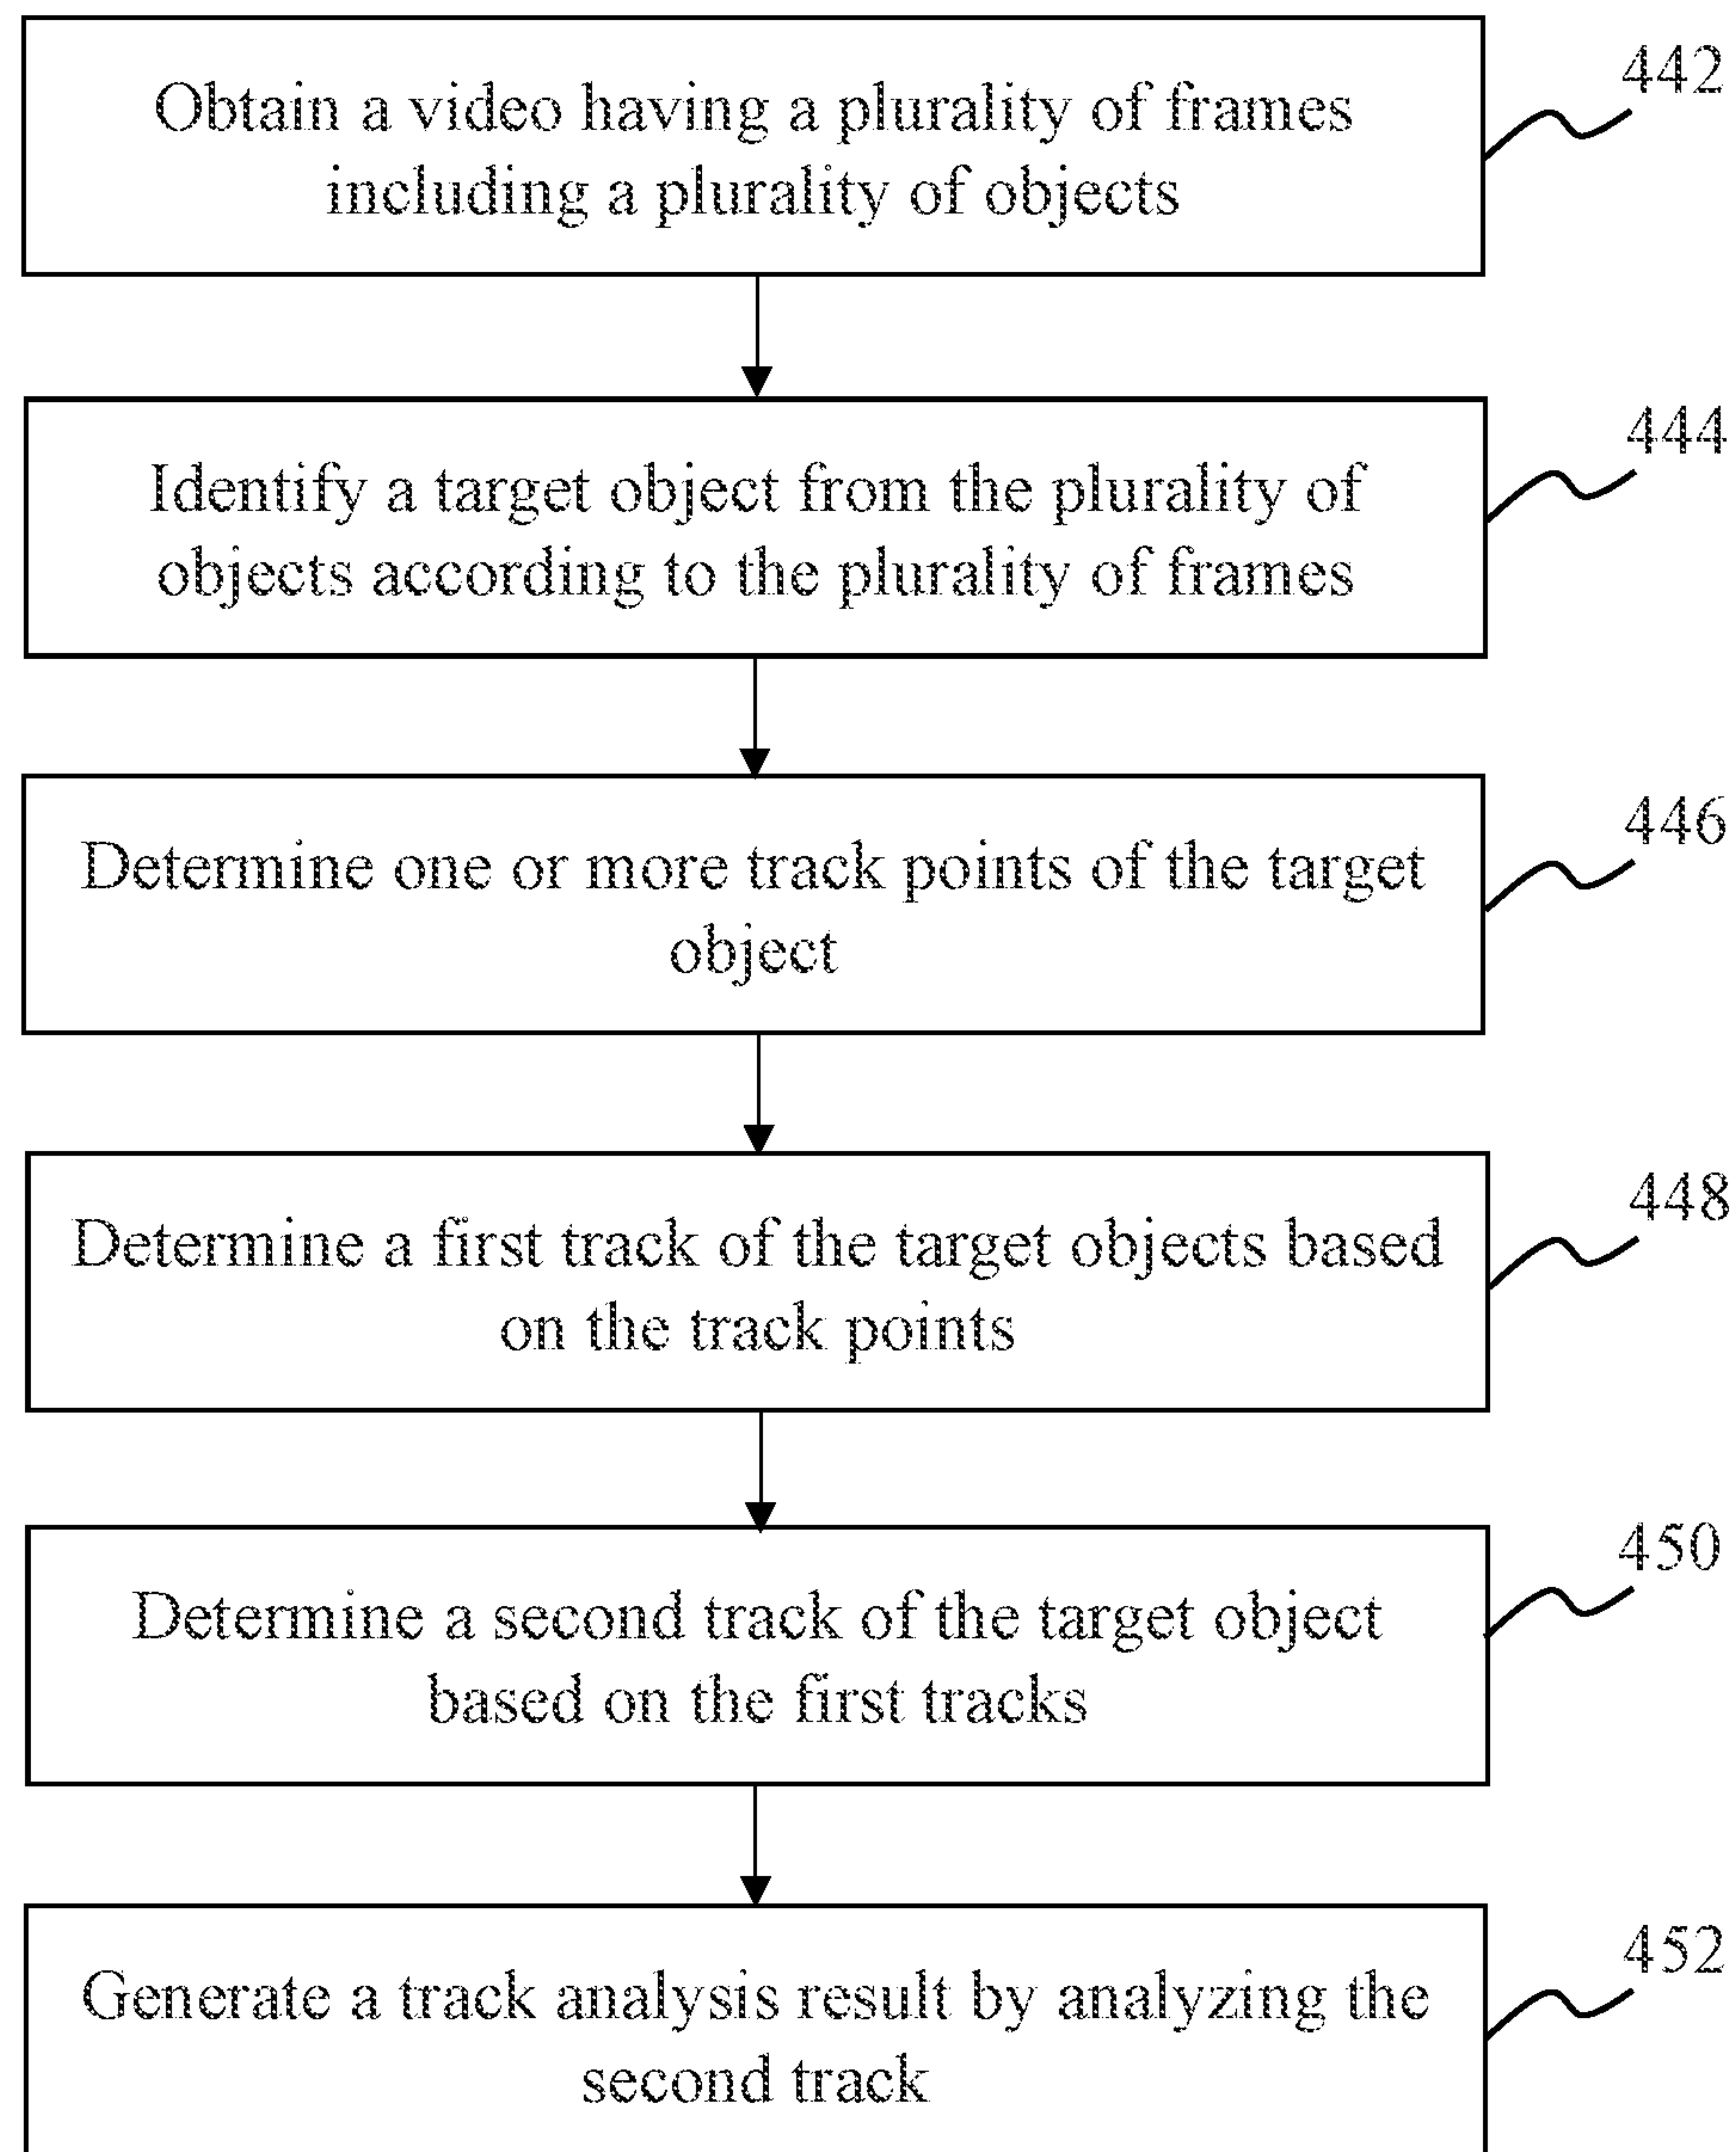 442
Obtain a video having a plurality of frames
including a plurality of objects
444
Identify a target object from the plurality of
objects according to the plurality of frames
446
Determine one or more track points of the target
object
448
Determine a first track of the target objects based
on the track points
450
Determine a second track of the target object
based on the first tracks
452
Generate a track analysis result by analyzing the
second track